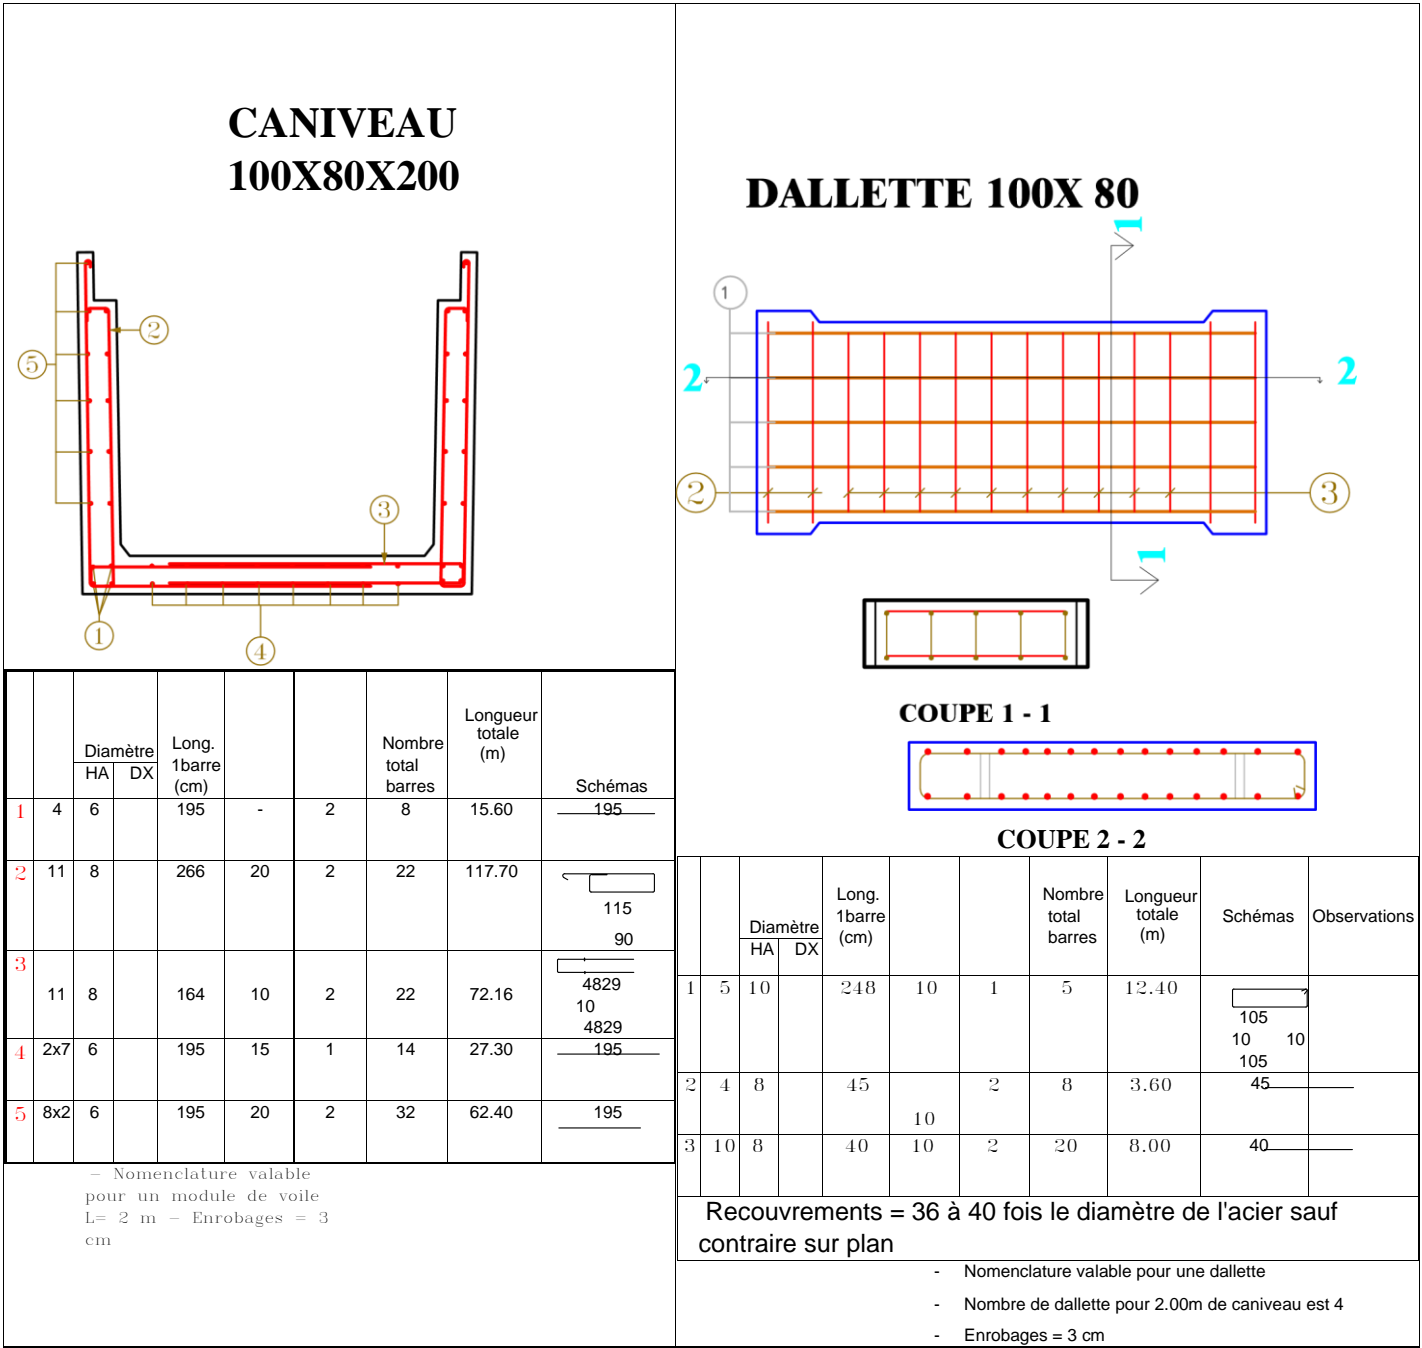 CANIVEAU
100X80X200
2
5
3
1
4
Diamètre
HA DX
Long.
1barre
(cm)
Nombre
total
barres
Longueur
totale
(m)
Schémas
1 4 6 195 - 2 8 15.60 195
2 11 8 266 20 2 22 117.70
115
90
3
11 8 164 10 2 22 72.16
4829
10
4829
4 2x7 6 195 15 1 14 27.30 195
5 8x2 6 195 20 2 32 62.40 195
– Nomenclature valable
pour un module de voile
L= 2 m – Enrobages = 3
cm
DALLETTE 100X 80
1
1
2 2
2 3
1
COUPE 1 - 1
COUPE 2 - 2
Diamètre
HA DX
Long.
1barre
(cm)
Nombre
total
barres
Longueur
totale
(m)
Schémas
Observations
1 5 10 248 10 1 5 12.40
105
10 10
105
2 4 8 45 2 8 3.60 45
10
3 10 8 40 10 2 20 8.00 40
Recouvrements = 36 à 40 fois le diamètre de l'acier sauf
contraire sur plan
- Nomenclature valable pour une dallette
- Nombre de dallette pour 2.00m de caniveau est 4
- Enrobages = 3 cm